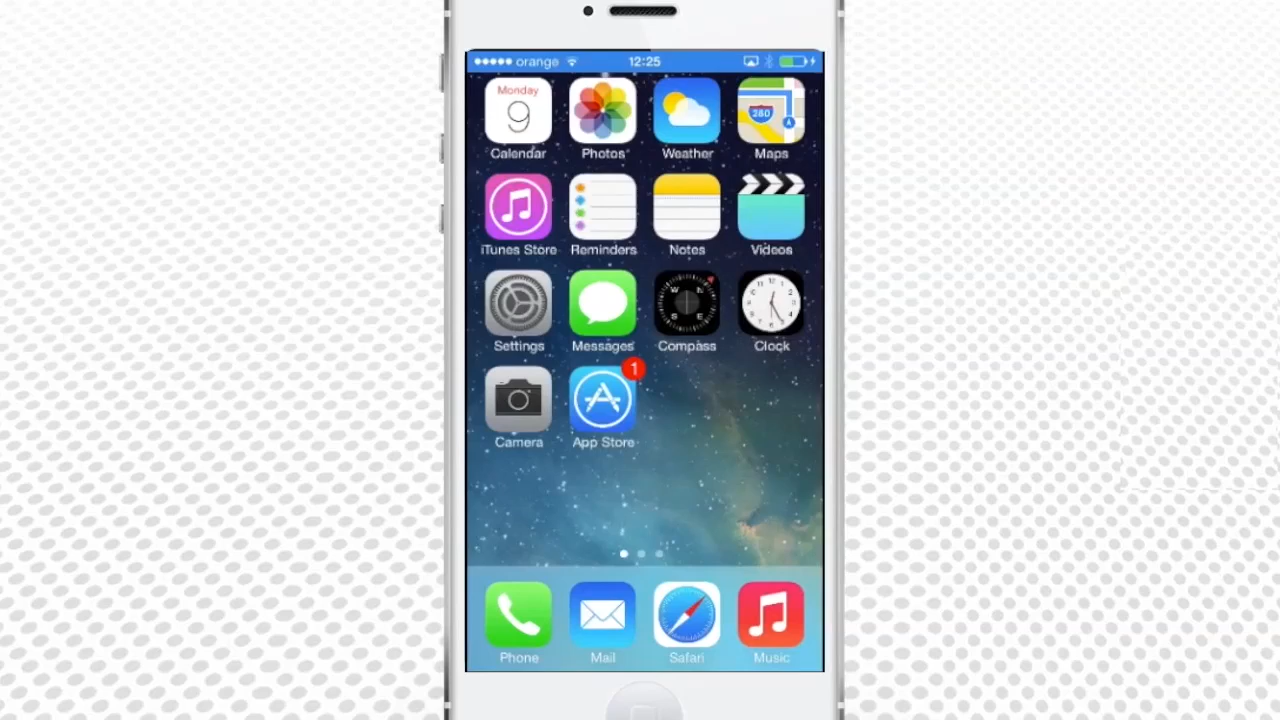 orange 12:25
Monday
9
280
Calendar Photos Weather Maps
iTunes Store Reminders Notes Videos
W N
S E
Settings Messages Compass Clock
1
Camera App Store
Phone Mail Safari Music